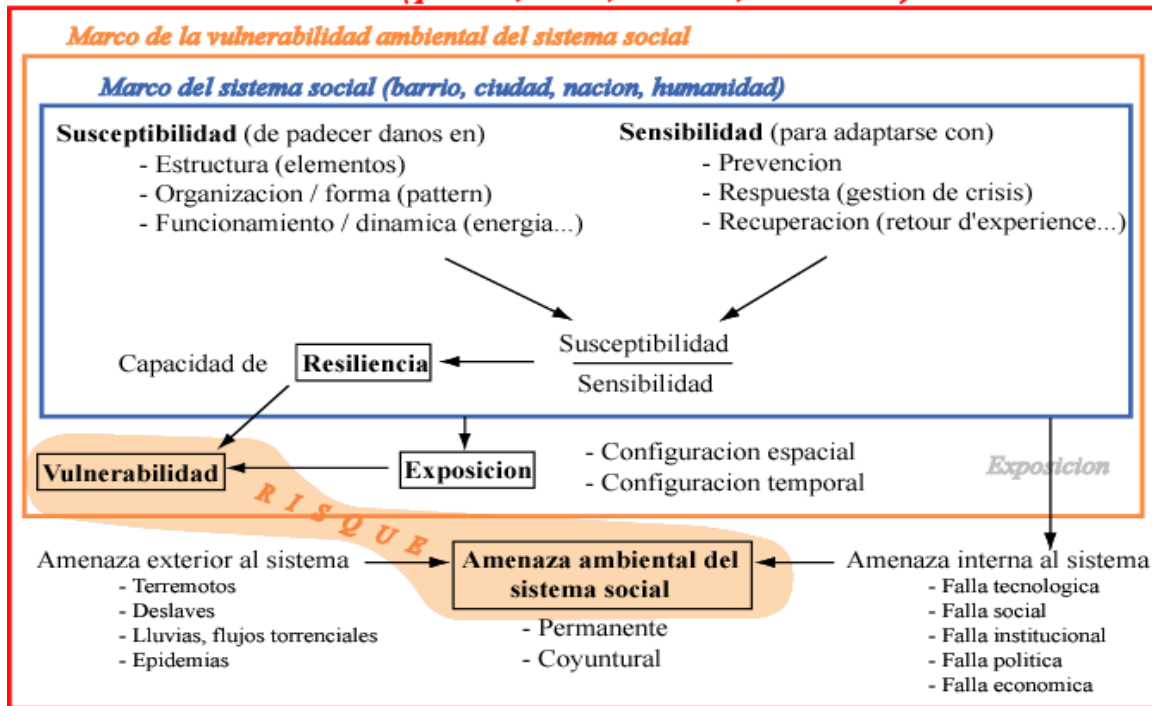 Marco de la vulnerabilidad ambiental del sistema social
Marco del sistema social (barrio, ciudad, nacion, humanidad)
Susceptibilidad (de padecer danos en)
- Estructura (elementos)
- Organizacion / forma (pattern)
- Funcionamiento / dinamica (energia...)
Sensibilidad (para adaptarse con)
- Prevencion
- Respuesta (gestion de crisis)
- Recuperacion (retour d'experience...)
Susceptibilidad
Sensibilidad
Capacidad de Resiliencia
Vulnerabilidad
Exposicion
- Configuracion espacial
- Configuracion temporal
Exposicion
RISQUE
Amenaza exterior al sistema
- Terremotos
- Deslaves
- Lluvias, flujos torrenciales
- Epidemias
Amenaza ambiental del
sistema social
- Permanente
- Coyuntural
Amenaza interna al sistema
- Falla tecnologica
- Falla social
- Falla institucional
- Falla politica
- Falla economica